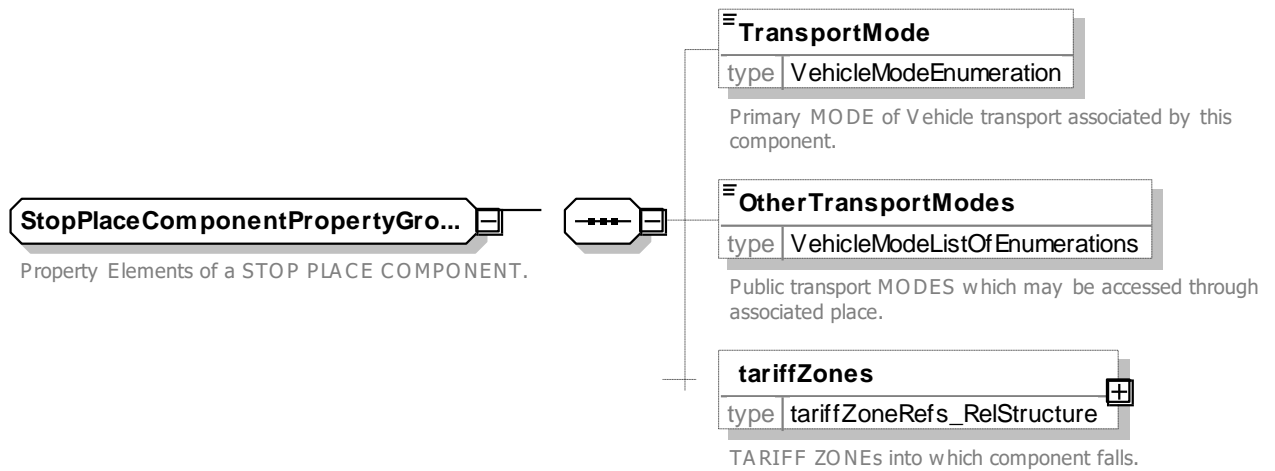 TransportMode
type VehicleModeEnumeration
Primary MODE of Vehicle transport associated by this
component.
StopPlaceComponentPropertyGro...
Property Elements of a STOP PLACE COMPONENT.
OtherTransportModes
type VehicleModeListOfEnumerations
Public transport MODES which may be accessed through
associated place.
tariffZones
type tariffZoneRefs_RelStructure
TARIFF ZONEs into which component falls.